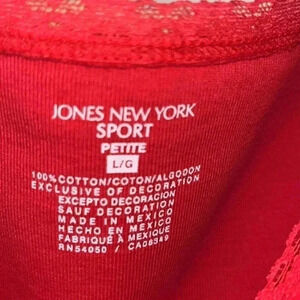 JONES NEW YORK
SPORT
PETITE
L/G
100% COTTON/COTON/ALGODON
EXCLUSIVE OF DECORATION
EXCEPTO DECORACION
SAUF DECORATION
MADE IN MEXICO
HECHO EN MEXICO
FABRIQUÉ À MEXIQUE
RN54050 / CA08349